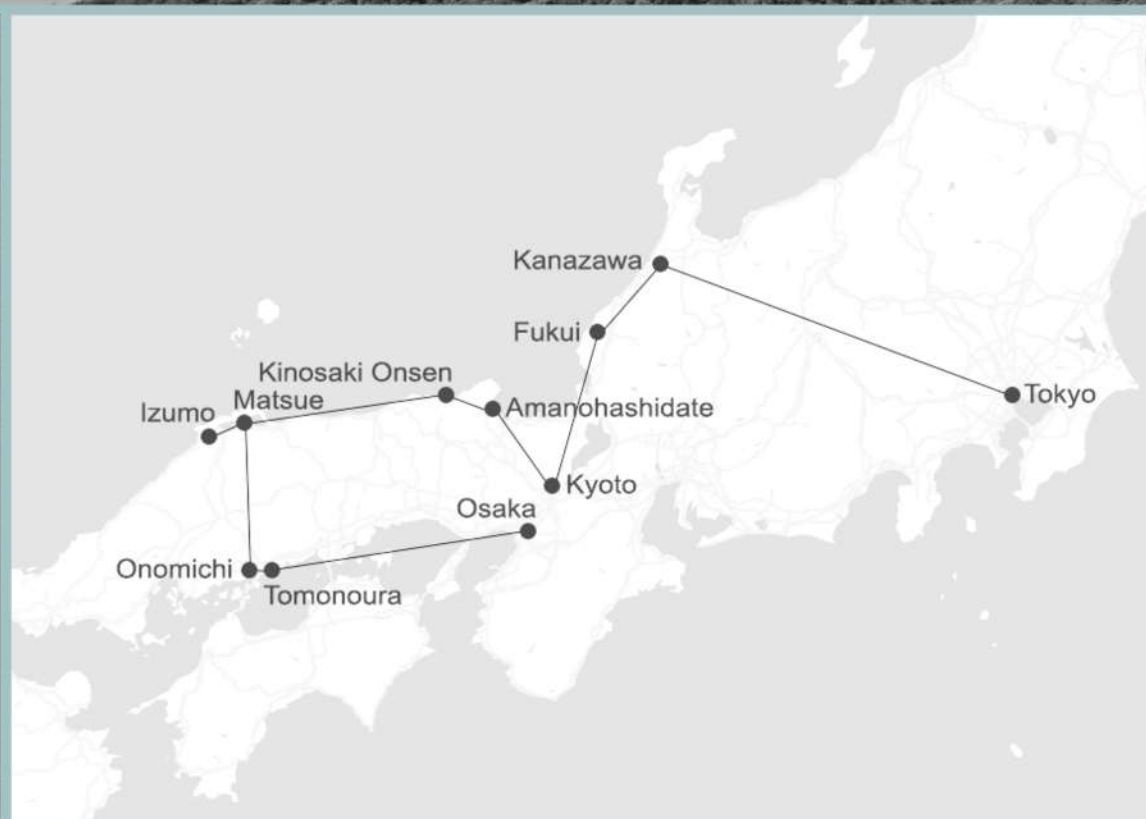 Kanazawa
Fukui
Kinosaki Onsen
Matsue
Izumo
Amanohashidate
Tokyo
Kyoto
Osaka
Onomichi
Tomonoura